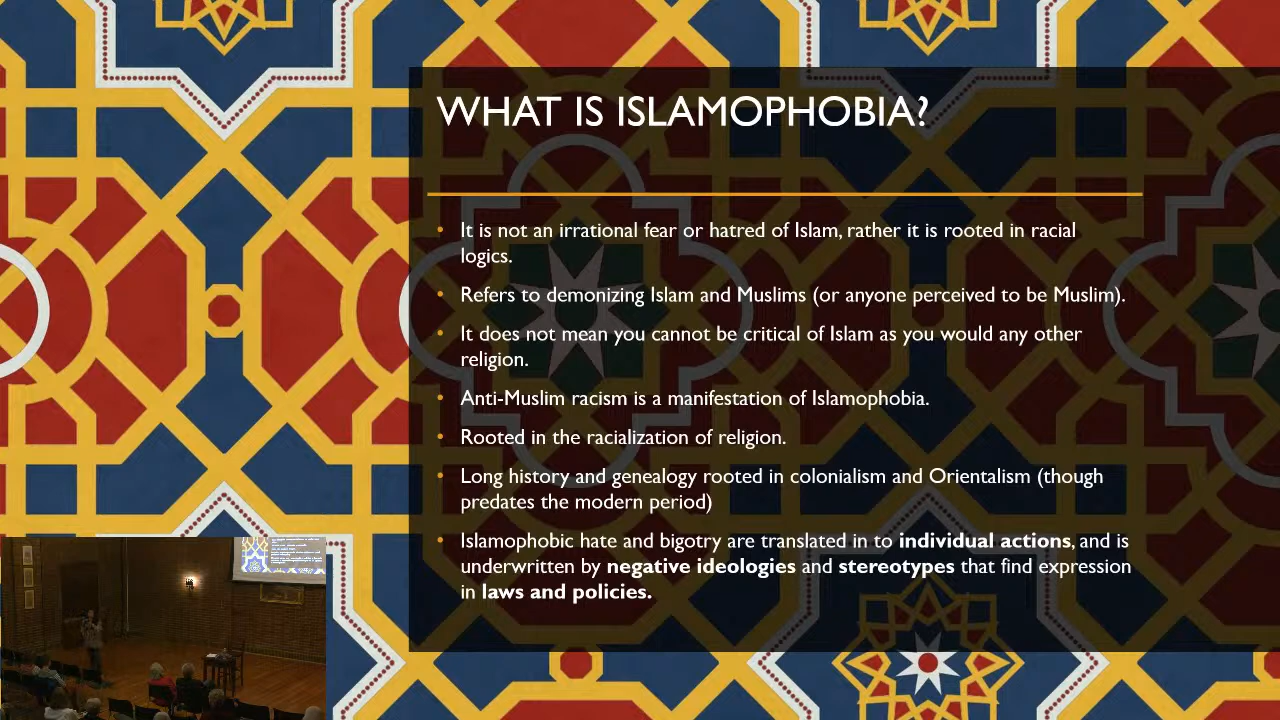 WHAT IS ISLAMOPHOBIA?
• It is not an irrational fear or hatred of Islam, rather it is rooted in racial
logics.
• Refers to demonizing Islam and Muslims (or anyone perceived to be Muslim).
• It does not mean you cannot be critical of Islam as you would any other
religion.
• Anti-Muslim racism is a manifestation of Islamophobia.
• Rooted in the racialization of religion.
• Long history and genealogy rooted in colonialism and Orientalism (though
predates the modern period)
• Islamophobic hate and bigotry are translated in to individual actions, and is
underwritten by negative ideologies and stereotypes that find expression
in laws and policies.